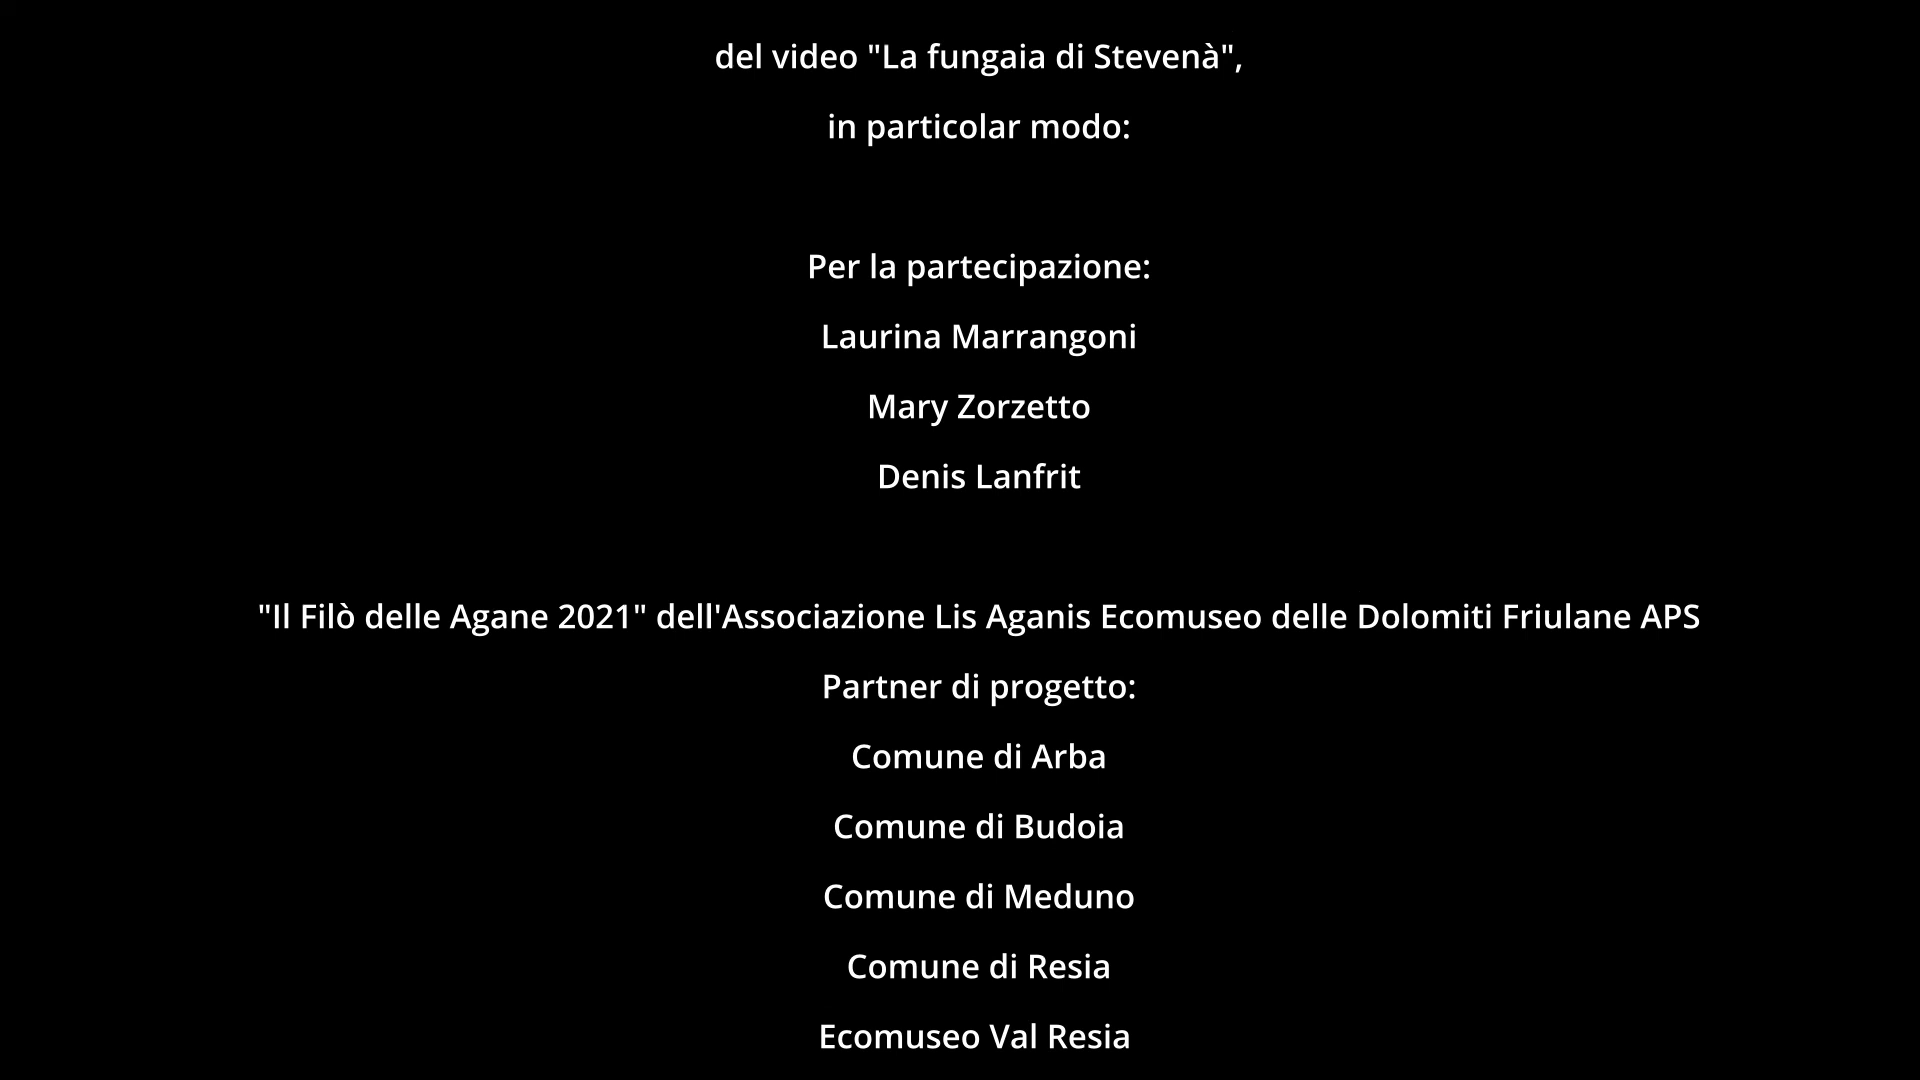 del video "La fungaia di Stevenà",
in particolar modo:
Per la partecipazione:
Laurina Marrangoni
Mary Zorzetto
Denis Lanfrit
"Il Filò delle Agane 2021" dell'Associazione Lis Aganis Ecomuseo delle Dolomiti Friulane APS
Partner di progetto:
Comune di Arba
Comune di Budoia
Comune di Meduno
Comune di Resia
Ecomuseo Val Resia